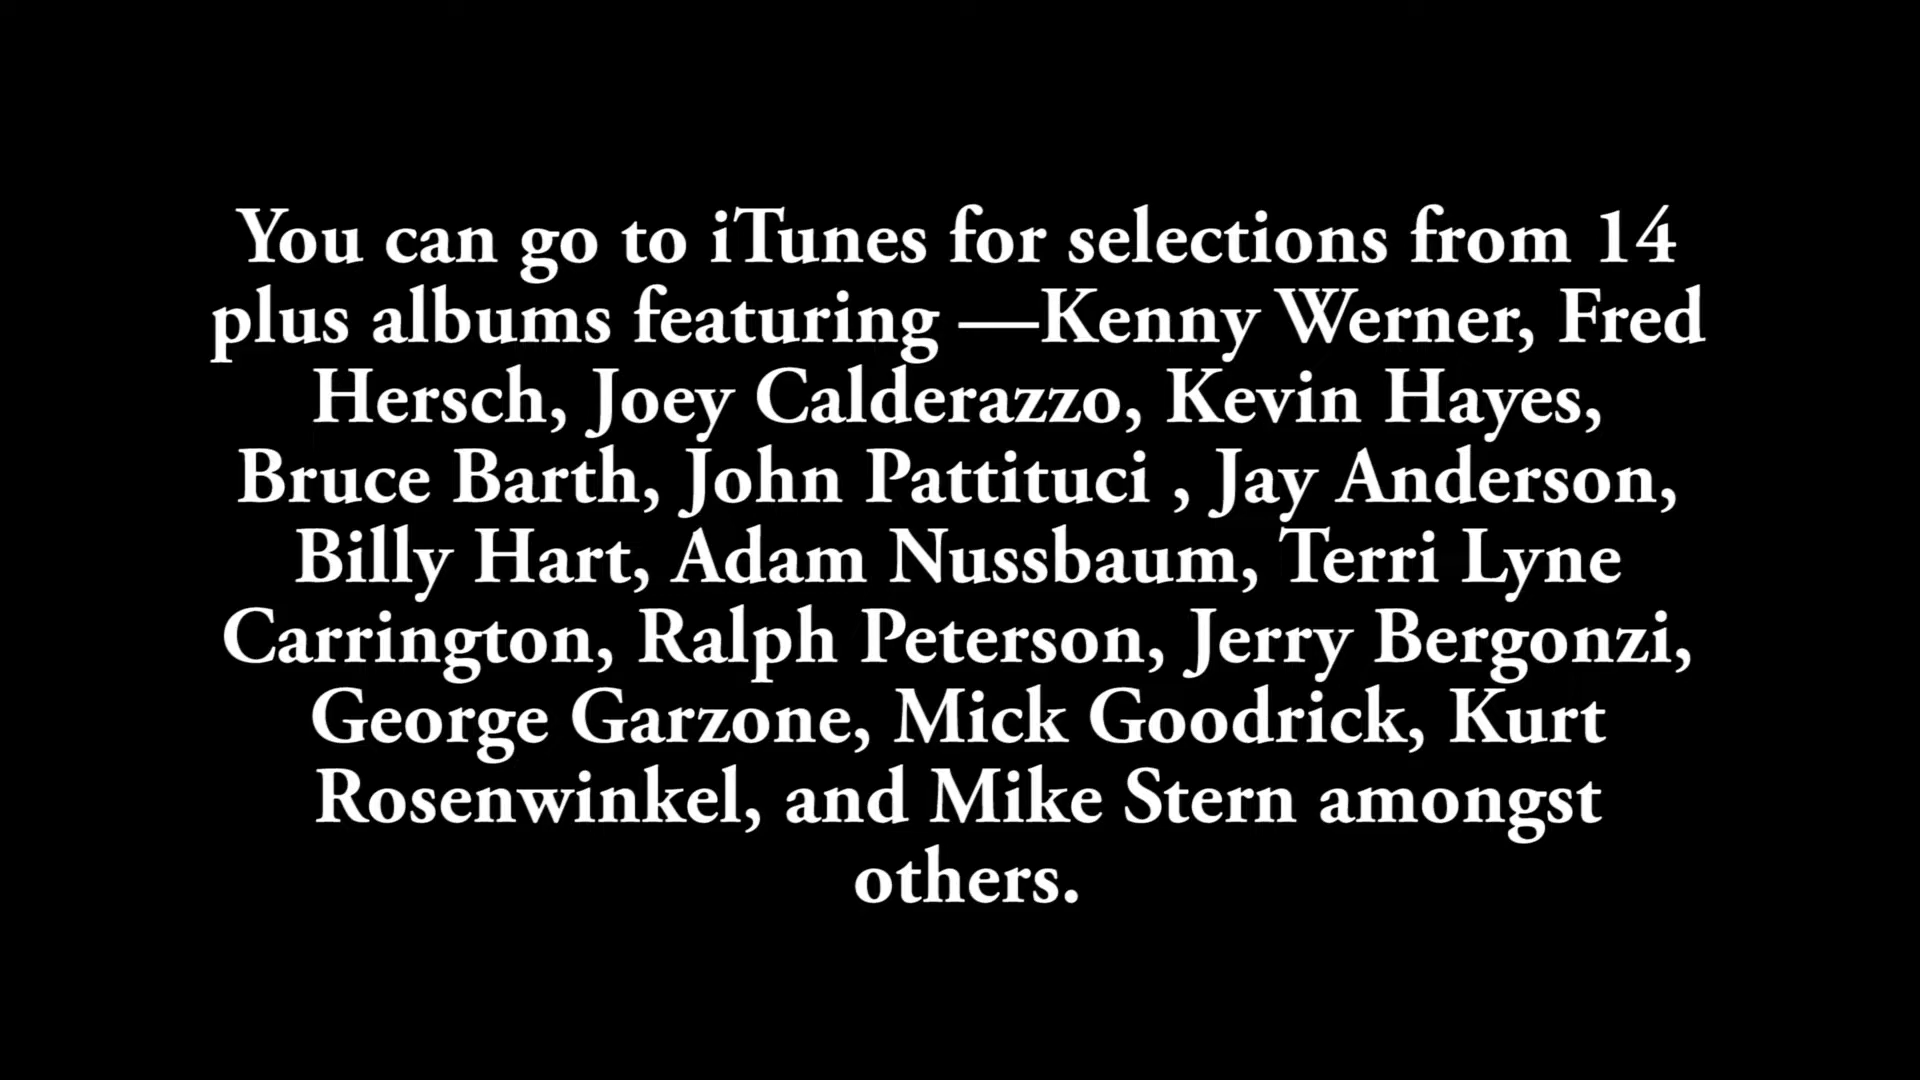 You can go to iTunes for selections from 14
plus albums featuring —Kenny Werner, Fred
Hersch, Joey Calderazzo, Kevin Hayes,
Bruce Barth, John Pattituci , Jay Anderson,
Billy Hart, Adam Nussbaum, Terri Lyne
Carrington, Ralph Peterson, Jerry Bergonzi,
George Garzone, Mick Goodrick, Kurt
Rosenwinkel, and Mike Stern amongst
others.